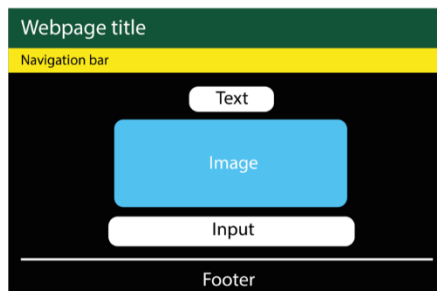 Webpage title
Navigation bar
Text
Image
Input
Footer